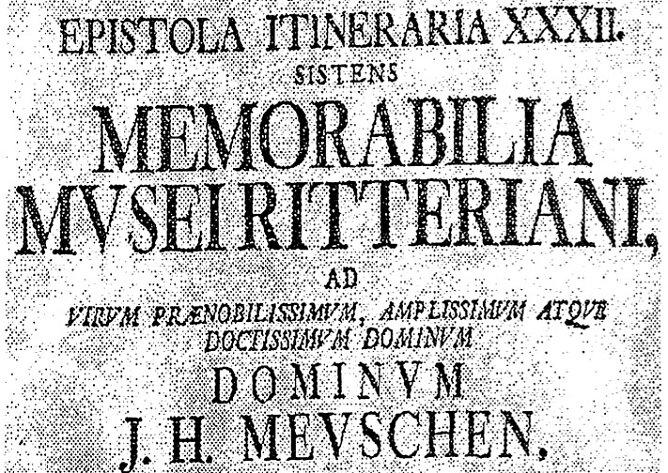 EPISTOLA ITINERARIA XXXII.
SISTENS
MEMORABILIA
MVSEI RITTERIANI,
AD
VIRVM PRÆNOBILISSIMVM, AMPLISSIMVM ATQVE
DOCTISSIMVM DOMINVM
DOMINVM
J. H. MEVSCHEN,